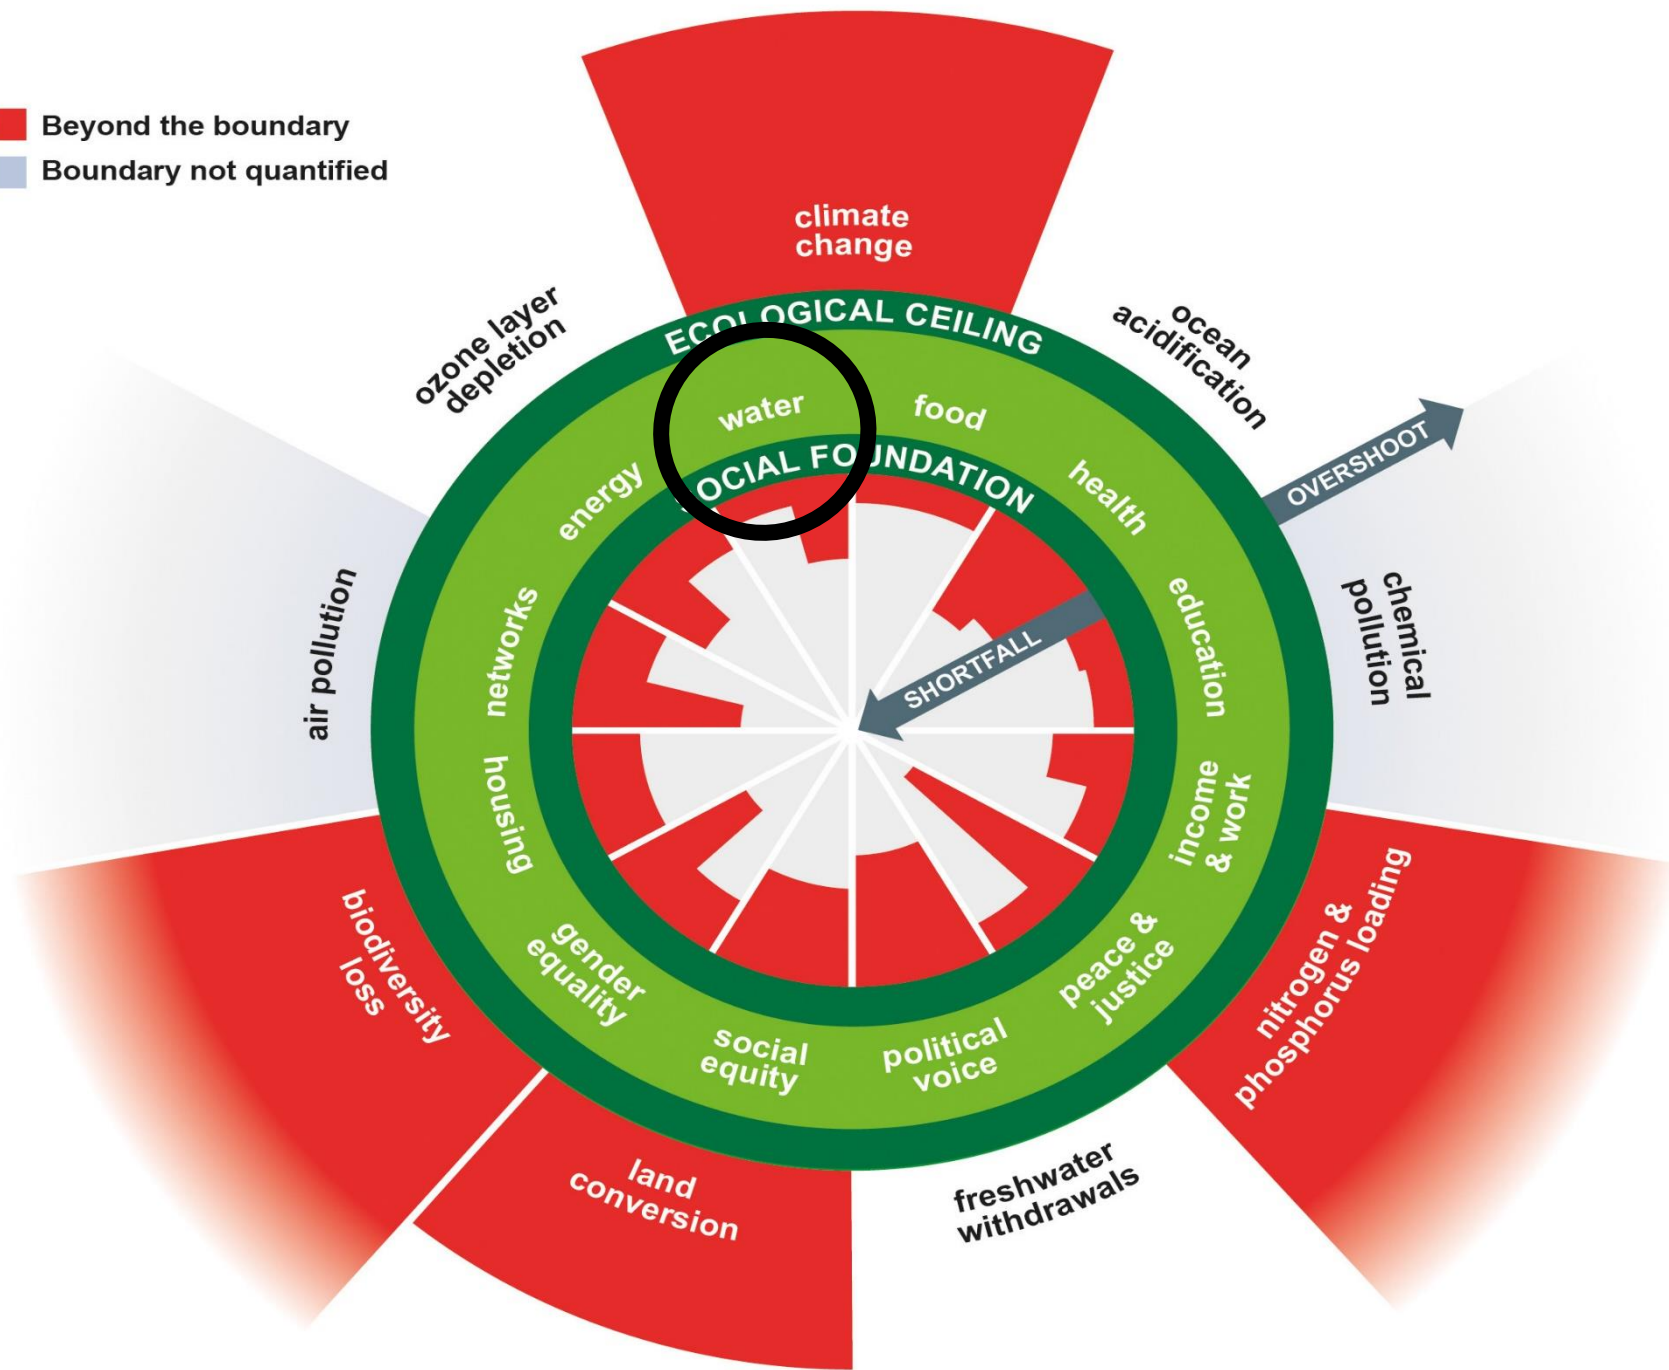 Beyond the boundary
Boundary not quantified
climate
change
ozone layer
depletion
ECOLOGICAL CEILING
ocean
acidification
water
food
OVERSHOOT
energy
SOCIAL FOUNDATION
health
air pollution
networks
SHORTFALL
education
chemical
pollution
housing
income
& work
biodiversity
loss
gender
equality
peace &
justice
nitrogen &
phosphorus loading
social
equity
political
voice
land
conversion
freshwater
withdrawals